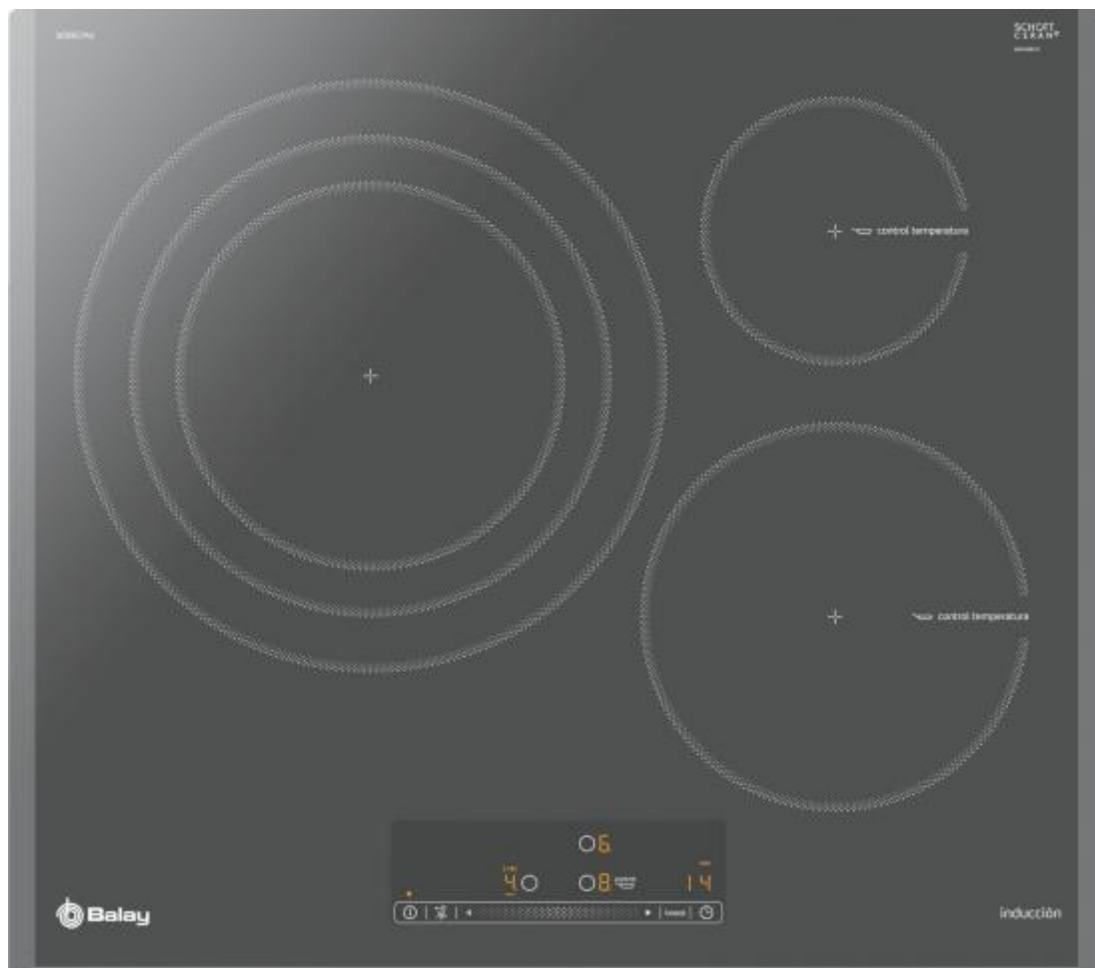 SCHOTT
CERAN®
control temperatura
control temperatura
6.
4.
8.
14
Balay
inducción